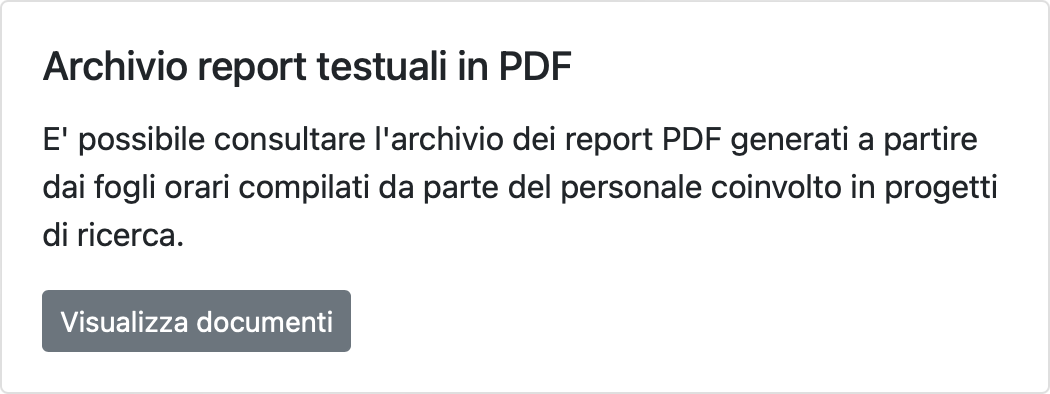 Archivio report testuali in PDF
E' possibile consultare l'archivio dei report PDF generati a partire
dai fogli orari compilati da parte del personale coinvolto in progetti
di ricerca.
Visualizza documenti